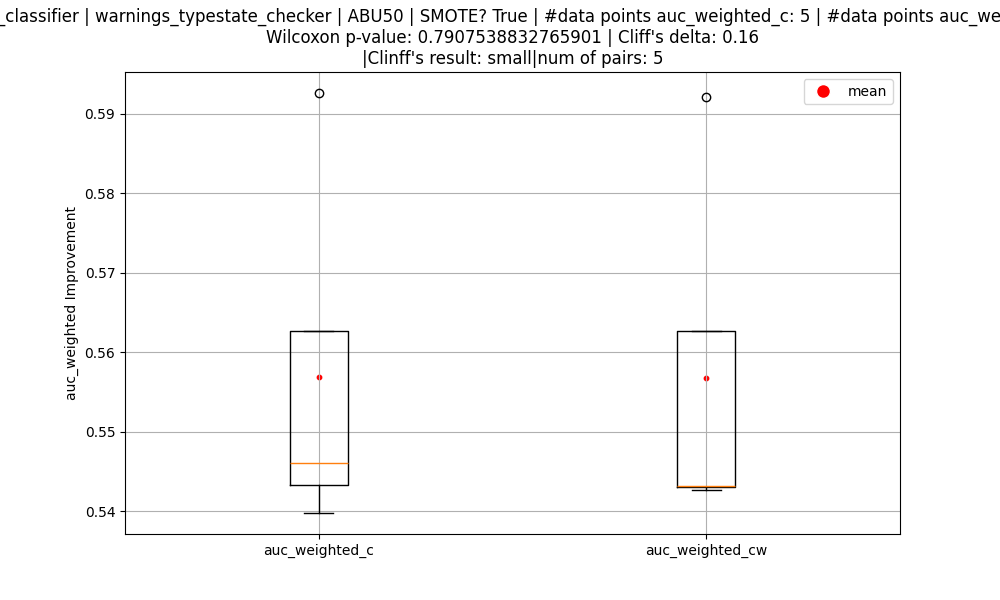 _classifier | warnings_typestate_checker | ABU50 | SMOTE? True | #data points auc_weighted_c: 5 | #data points auc_we
Wilcoxon p-value: 0.7907538832765901 | Cliff's delta: 0.16
|Clinff's result: small|num of pairs: 5
mean
0.59
0.58
0.57
0.56
0.55
0.54
auc_weighted Improvement
auc_weighted_c
auc_weighted_cw